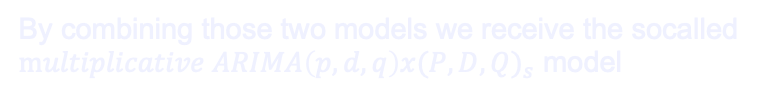 By combining those two models we receive the socalled
multiplicative ARIMA(p, d, q)x(P, D, Q)ₛ model